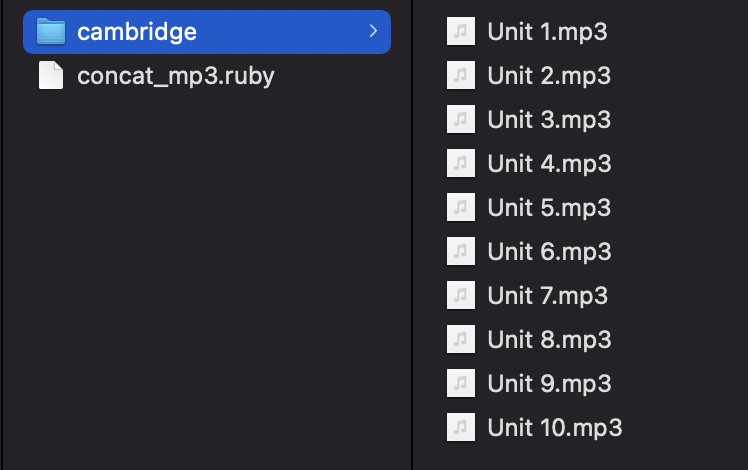 cambridge
concat_mp3.ruby
Unit 1.mp3
Unit 2.mp3
Unit 3.mp3
Unit 4.mp3
Unit 5.mp3
Unit 6.mp3
Unit 7.mp3
Unit 8.mp3
Unit 9.mp3
Unit 10.mp3